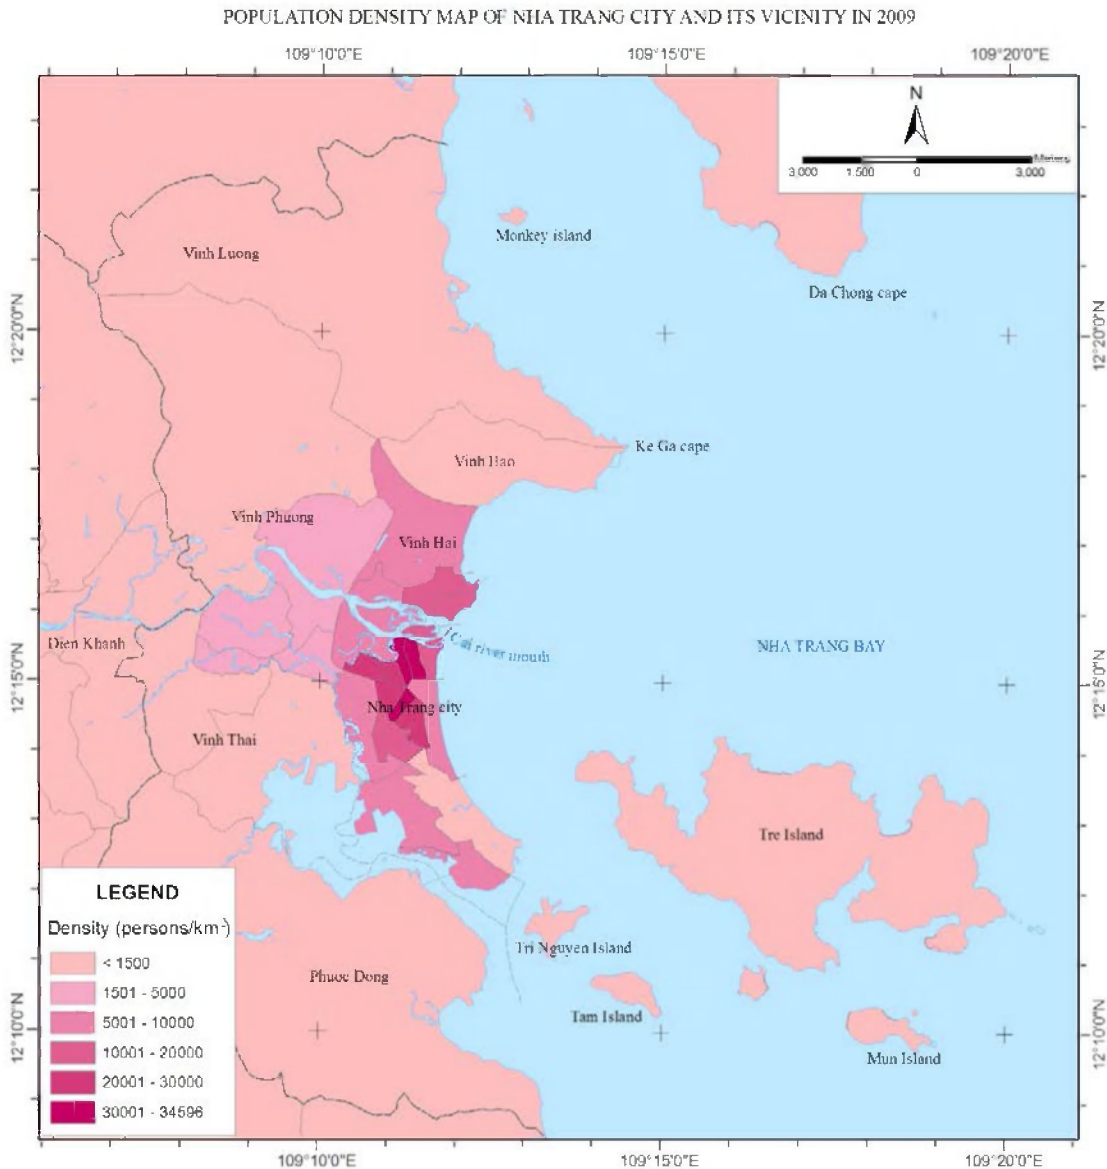 POPULATION DENSITY MAP OF NHA TRANG CITY AND ITS VICINITY IN 2009
109°10'0"E
109°15'0"E
109°20'0"E
N
3,000 1,500 0 3,000
Meters
Monkey island
Vinh Luong
Da Chong cape
12°20'0"N
12°20'0"N
Ke Ga cape
Vinh Hao
Vinh Phuong
Vinh Hai
Dien Khanh
Cai river mouth
NHA TRANG BAY
12°15'0"N
12°15'0"N
Nha Trang city
Vinh Thai
Tre Island
LEGEND
Density (persons/km²)
< 1500
1501 - 5000
5001 - 10000
10001 - 20000
20001 - 30000
30001 - 34596
Tri Nguyen Island
Phuoc Dong
Tam Island
Mun Island
12°10'0"N
12°10'0"N
109°10'0"E
109°15'0"E
109°20'0"E